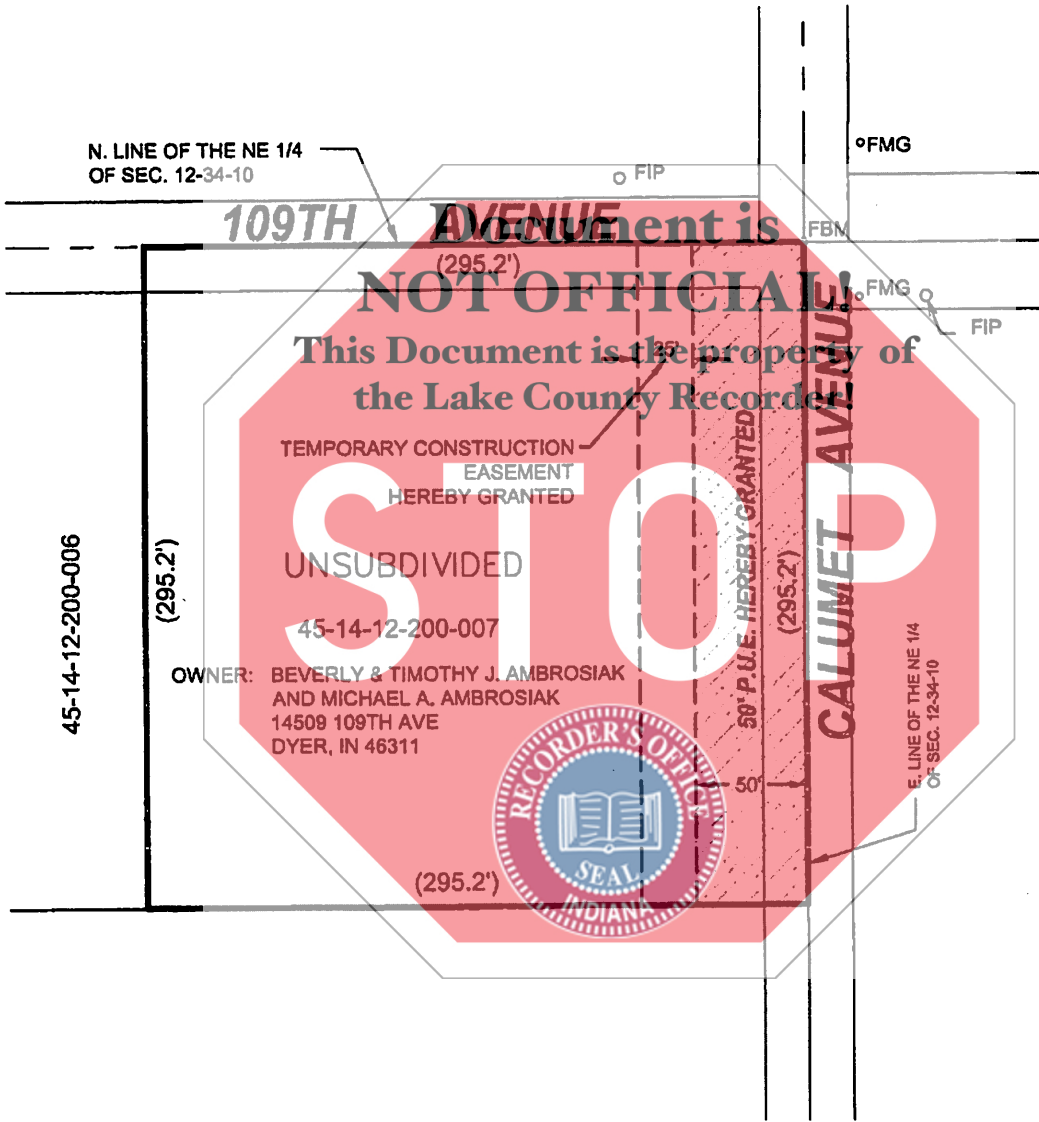 °FMG
N. LINE OF THE NE 1/4
OF SEC. 12-34-10
FIP
109TH AVENUE
Document is
FBM
(295.2')
NOT OFFICIAL!
FMG
FIP
This Document is the property of
25'
the Lake County Recorder!
TEMPORARY CONSTRUCTION
EASEMENT
HEREBY GRANTED
STOP
UNSUBDIVIDED
45-14-12-200-007
OWNER: BEVERLY & TIMOTHY J. AMBROSIAK
AND MICHAEL A. AMBROSIAK
14509 109TH AVE
DYER, IN 46311
45-14-12-200-006
(295.2')
50' P.U.E. HEREBY GRANTED
(295.2')
CALUMET AVENUE
E. LINE OF THE NE 1/4
OF SEC. 12-34-10
50'
RECORDER'S OFFICE
SEAL
INDIANA
(295.2')